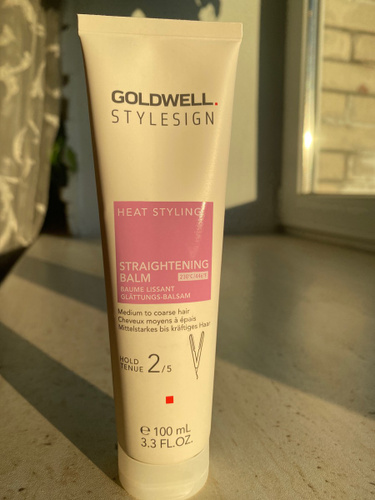 GOLDWELL.
STYLESIGN
HEAT STYLING
STRAIGHTENING
BALM
BAUME LISSANT
GLÄTTUNGS-BALSAM
Medium to coarse hair
Cheveux moyens à épais
Mittelstarkes bis kräftiges Haar
HOLD
TENUE 2/5
℮ 100 mL
3.3 FL.OZ.